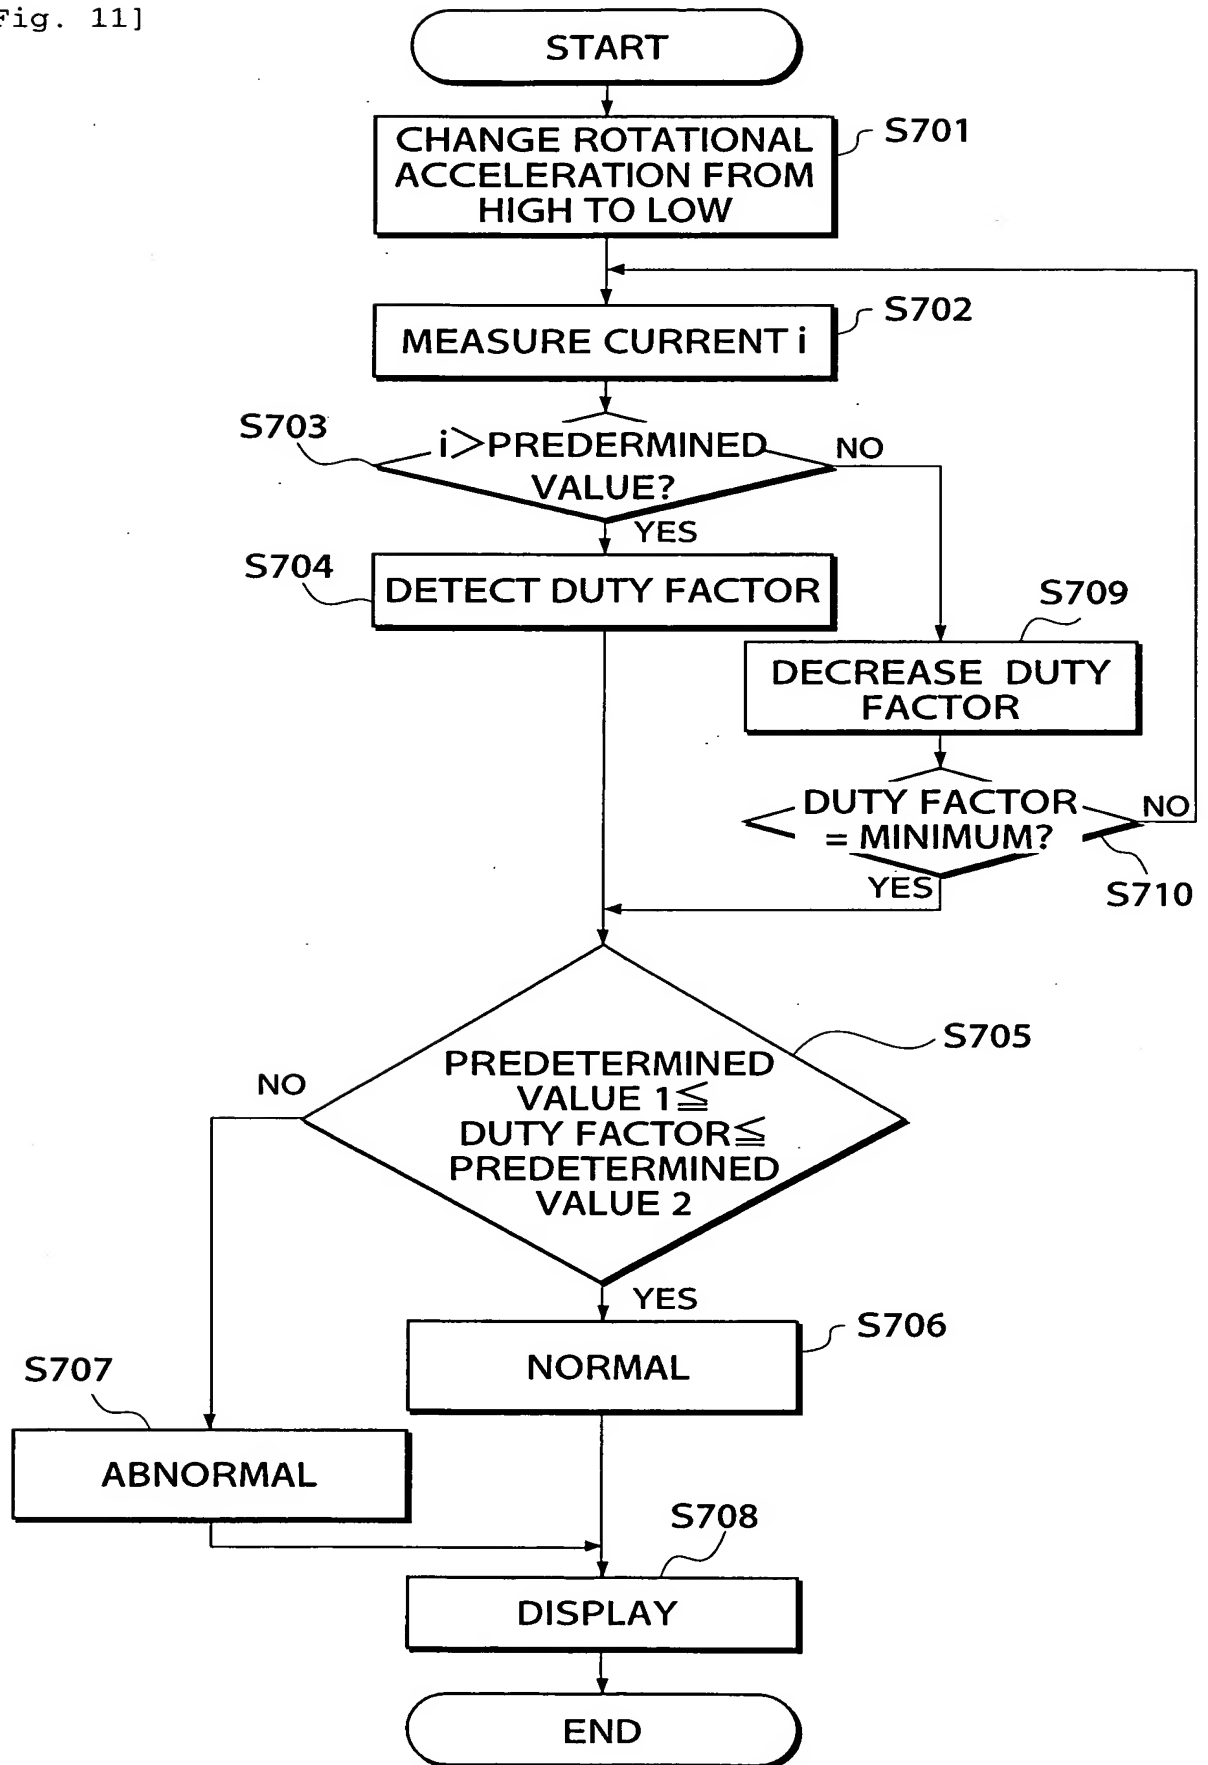 Fig. 11]
START
CHANGE ROTATIONAL
ACCELERATION FROM
HIGH TO LOW
S701
MEASURE CURRENT i
S702
S703
i>PREDERMINED
VALUE?
NO
YES
S704
DETECT DUTY FACTOR
S709
DECREASE DUTY
FACTOR
DUTY FACTOR
= MINIMUM?
NO
YES
S710
S705
PREDETERMINED
VALUE 1≦
DUTY FACTOR≦
PREDETERMINED
VALUE 2
NO
YES
S706
NORMAL
S707
ABNORMAL
S708
DISPLAY
END